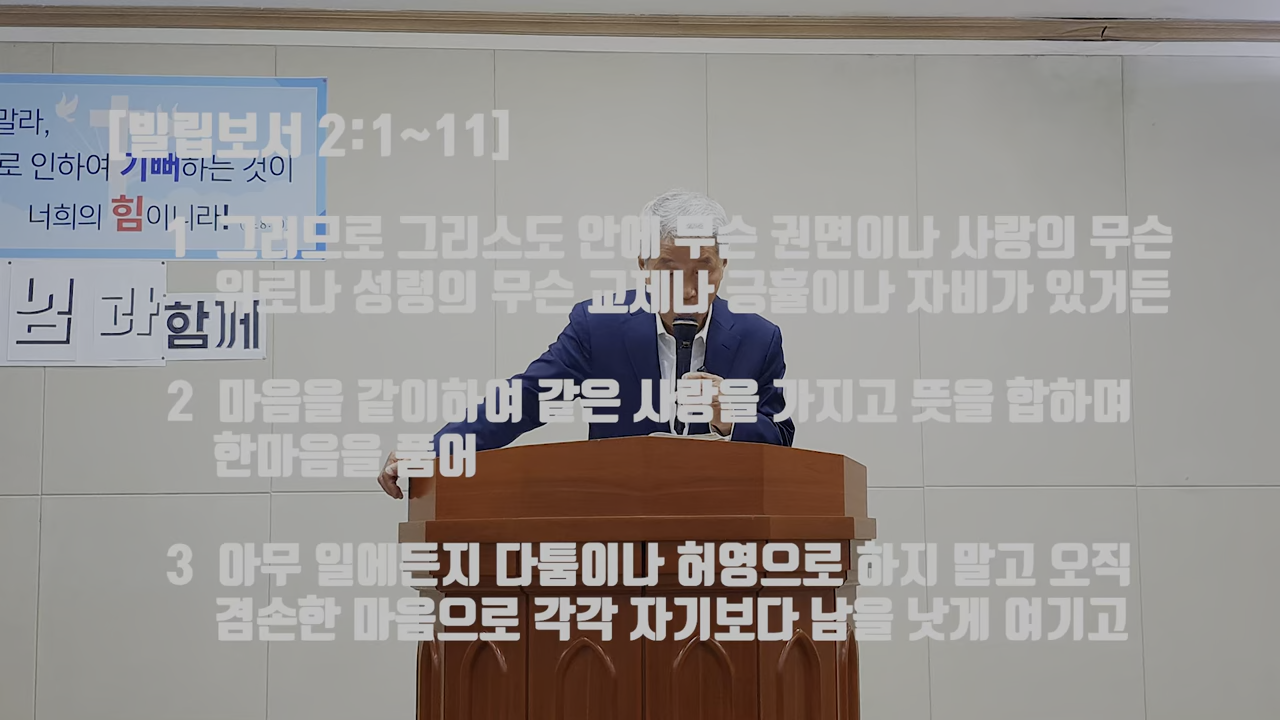 말라,
로 인하여 기뻐하는 것이
너희의 힘이니라!
님 과 함께
[빌립보서 2:1~11]
1 그러므로 그리스도 안에 무슨 권면이나 사랑의 무슨
위로나 성령의 무슨 교제나 긍휼이나 자비가 있거든
2 마음을 같이하여 같은 사랑을 가지고 뜻을 합하며
한마음을 품어
3 아무 일에든지 다툼이나 허영으로 하지 말고 오직
겸손한 마음으로 각각 자기보다 남을 낫게 여기고